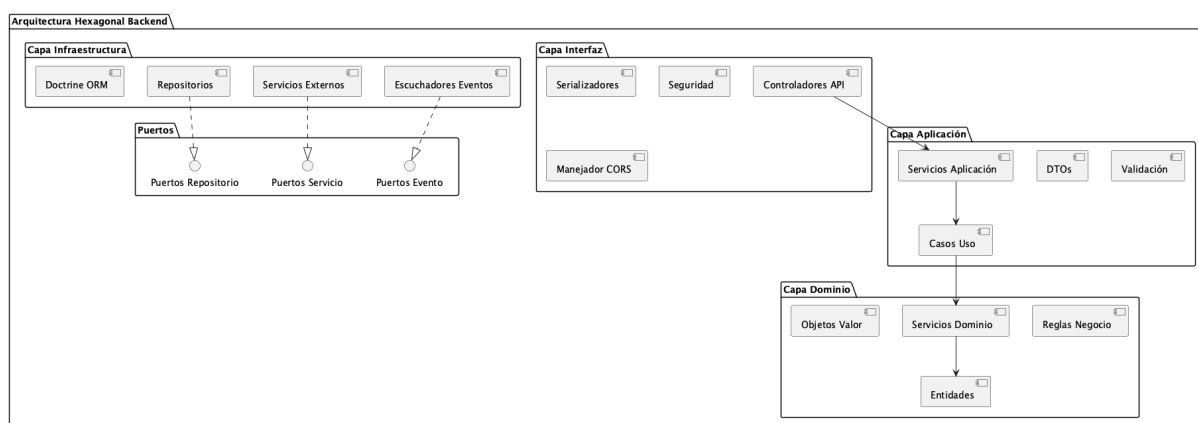 Arquitectura Hexagonal Backend
Capa Infraestructura
Doctrine ORM
Repositorios
Servicios Externos
Escuchadores Eventos
Puertos
Puertos Repositorio
Puertos Servicio
Puertos Evento
Capa Interfaz
Serializadores
Seguridad
Controladores API
Manejador CORS
Capa Aplicación
Servicios Aplicación
DTOs
Validación
Casos Uso
Capa Dominio
Objetos Valor
Servicios Dominio
Reglas Negocio
Entidades